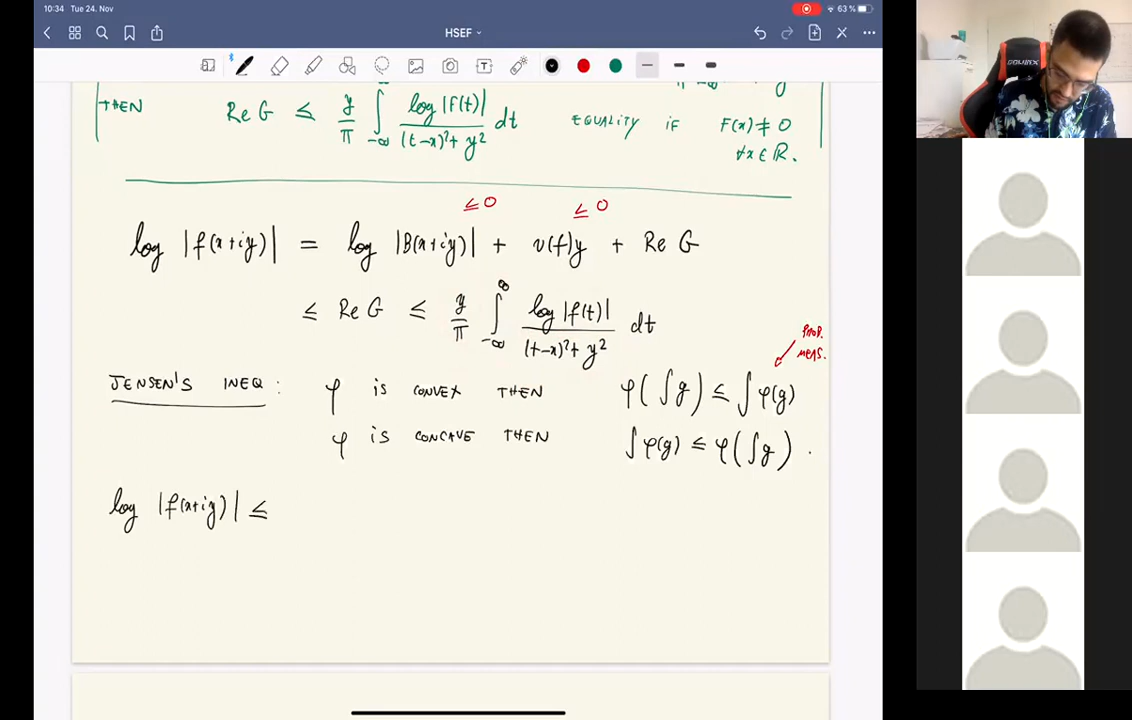 10:34 Tue 24. Nov
63 %
HSEF
THEN Re G ≤ y/π ∫_{-∞}^{∞} log|F(t)| / ((t-x)²+y²) dt EQUALITY IF F(x) ≠ 0
∀x∈ℝ.
≤0 ≤0
log |f(x+iy)| = log |B(x+iy)| + v(f)y + Re G
≤ Re G ≤ y/π ∫_{-∞}^{∞} log|f(t)| / ((t-x)²+y²) dt
PROB.
MEAS.
JENSEN'S INEQ : φ is CONVEX THEN φ(∫g) ≤ ∫φ(g)
φ is CONCAVE THEN ∫φ(g) ≤ φ(∫g) .
log |f(x+iy)| ≤